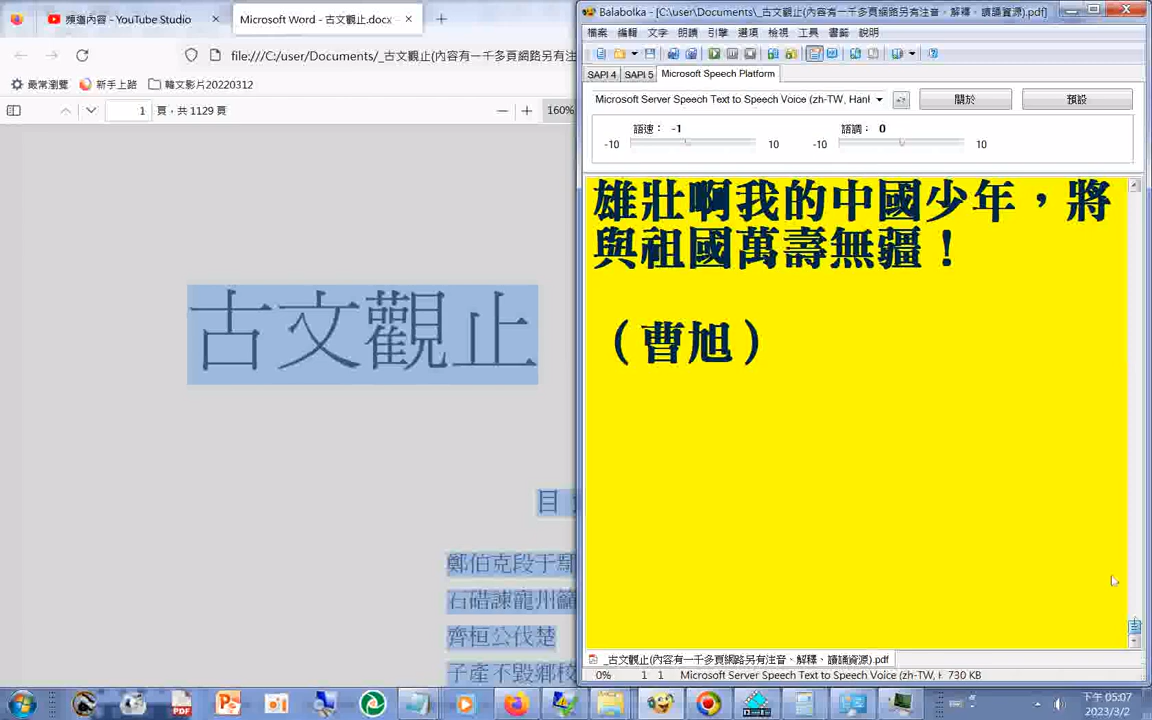 頻道內容 - YouTube Studio
Microsoft Word - 古文觀止.docx
file:///C:/user/Documents/_古文觀止(內容有一千多頁網路另有注
最常瀏覽
新手上路
韓文影片20220312
1 頁，共 1129 頁
160%
古文觀止
目
鄭伯克段于鄢
石碏諫寵州籲
齊桓公伐楚
子產不毀鄉校
Balabolka - [C:\user\Documents\_古文觀止(內容有一千多頁網路另有注音、解釋、讀誦資源).pdf]
檔案 編輯 文字 朗讀 引擎 選項 檢視 工具 書籤 說明
SAPI 4 SAPI 5 Microsoft Speech Platform
Microsoft Server Speech Text to Speech Voice (zh-TW, Hanl
關於
預設
語速： -1
語調： 0
-10 10 -10 10
雄壯啊我的中國少年，將
與祖國萬壽無疆！
（曹旭）
_古文觀止(內容有一千多頁網路另有注音、解釋、讀誦資源).pdf
0% 1 1 Microsoft Server Speech Text to Speech Voice (zh-TW, H 730 KB
PDF
下午 05:07
2023/3/2